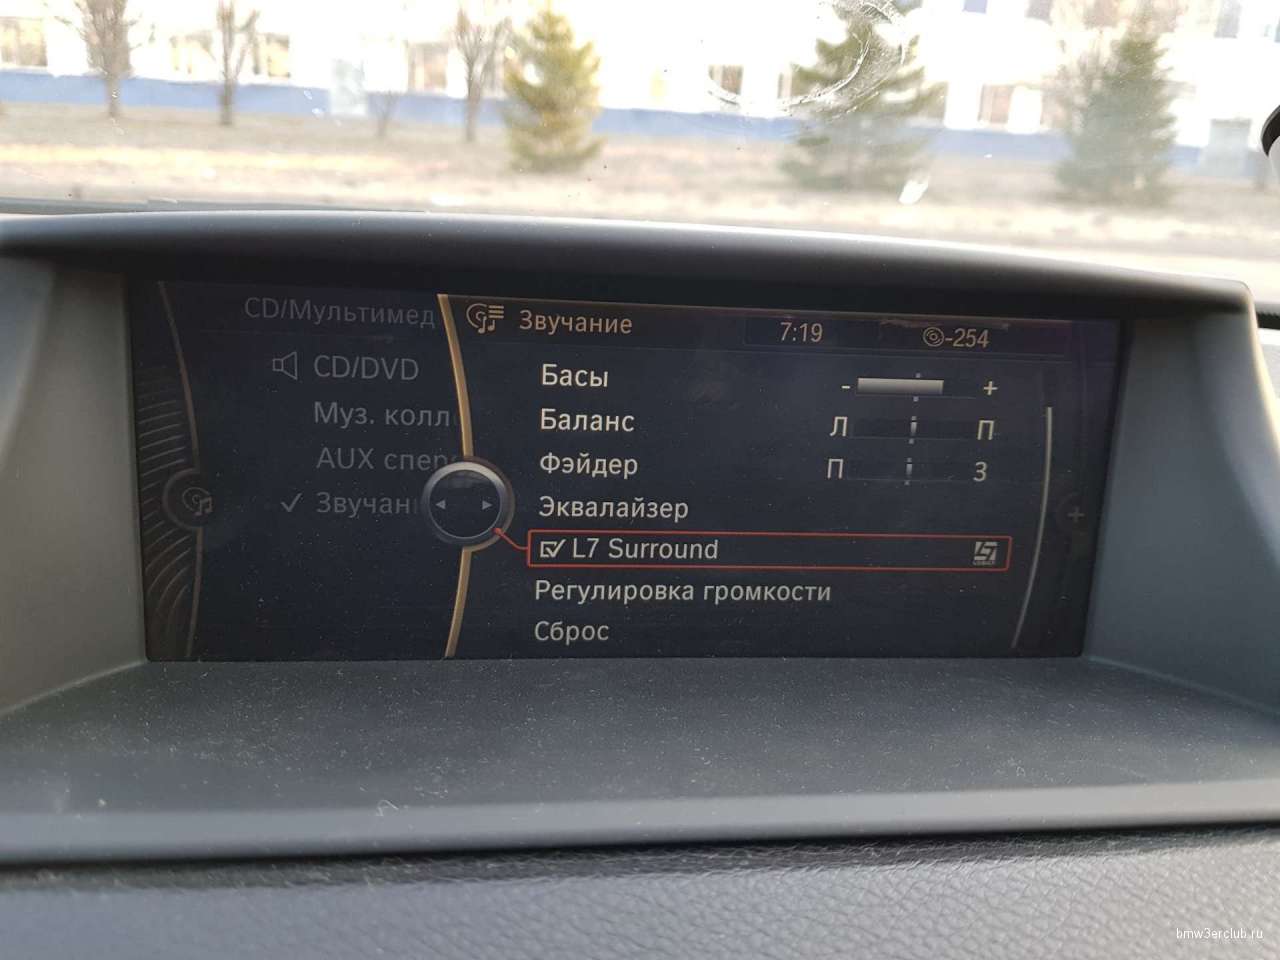 CD/Мультимед
CD/DVD
Муз. колл
AUX спер
Звучан
Звучание
7:19
-254
Басы
- +
Баланс
Л П
Фэйдер
П З
Эквалайзер
L7 Surround
Регулировка громкости
Сброс
bmw3erclub.ru